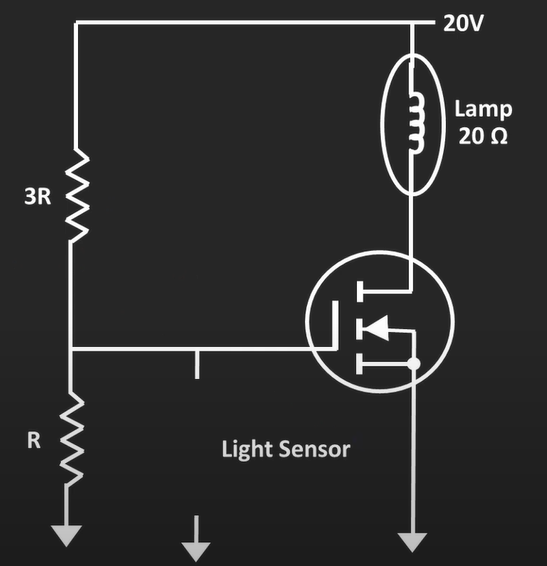 20V
Lamp
20 Ω
3R
R
Light Sensor